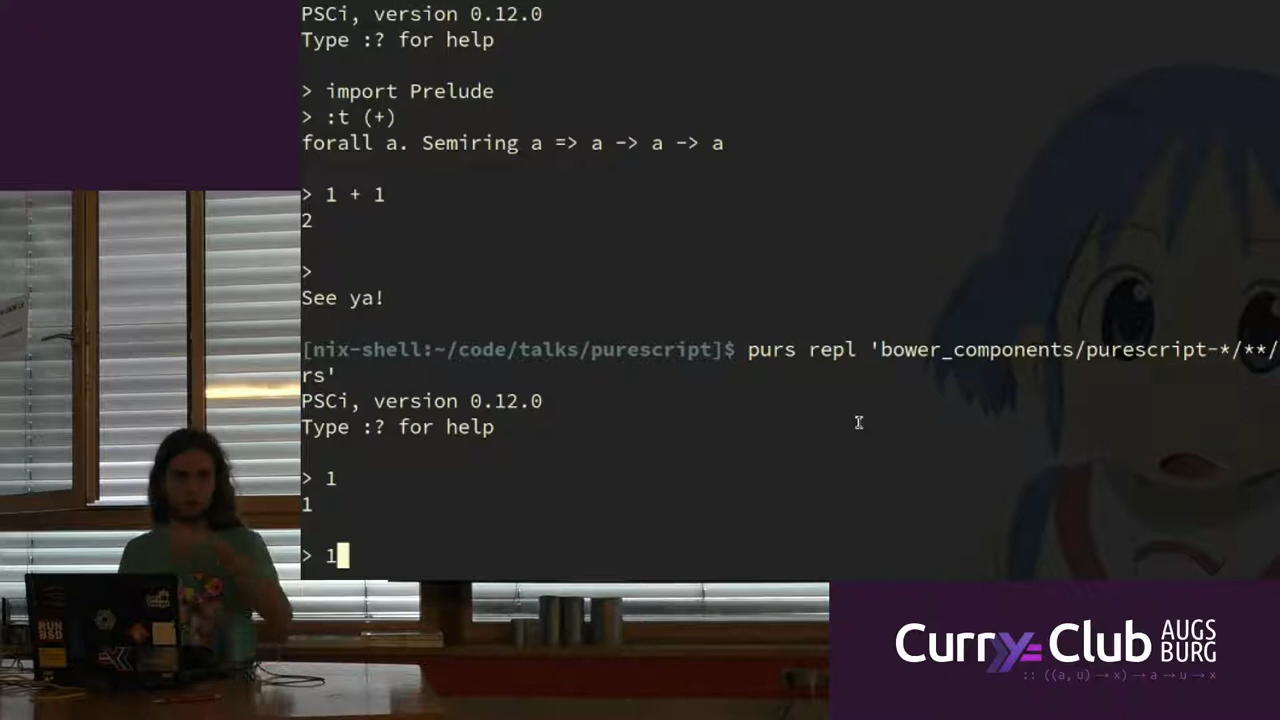 PSCi, version 0.12.0
Type :? for help
> import Prelude
> :t (+)
forall a. Semiring a => a -> a -> a
> 1 + 1
2
>
See ya!
[nix-shell:~/code/talks/purescript]$ purs repl 'bower_components/purescript-*/**/
rs'
PSCi, version 0.12.0
Type :? for help
> 1
1
> 1
RUN
BSD
Curry Club AUGS
BURG
:: ((a, u) → x) → a → u → x